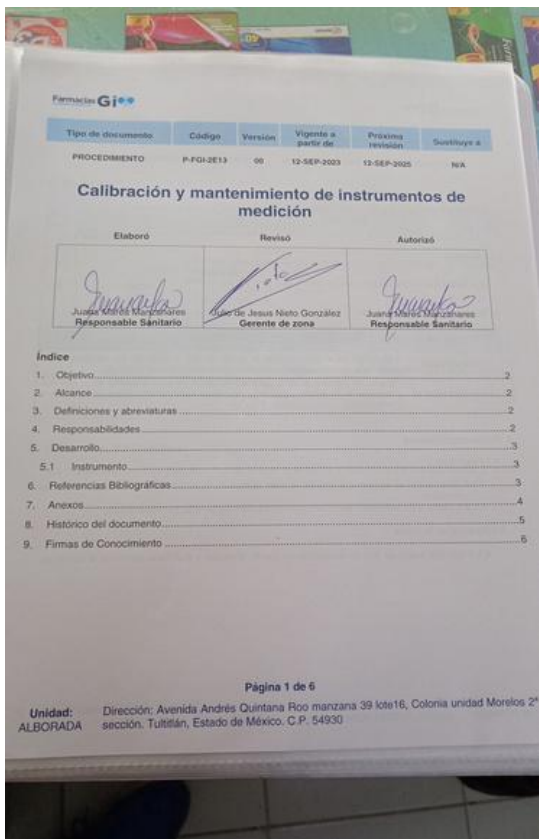 Farmacias Gi
Tipo de documento Código Versión Vigente a partir de Próxima revisión Sustituye a
PROCEDIMIENTO P-FGI-2E13 00 12-SEP-2023 12-SEP-2025 N/A
Calibración y mantenimiento de instrumentos de
medición
Elaboró Revisó Autorizó
Juana Mares Manzanares Julio de Jesus Nieto González Juana Mares Manzanares
Responsable Sanitario Gerente de zona Responsable Sanitario
Índice
1. Objetivo 2
2. Alcance 2
3. Definiciones y abreviaturas 2
4. Responsabilidades 2
5. Desarrollo 3
5.1 Instrumento 3
6. Referencias Bibliográficas 3
7. Anexos 4
8. Histórico del documento 5
9. Firmas de Conocimiento 6
Página 1 de 6
Unidad: Dirección: Avenida Andrés Quintana Roo manzana 39 lote16, Colonia unidad Morelos 2ª
ALBORADA sección. Tultitlán, Estado de México. C.P. 54930